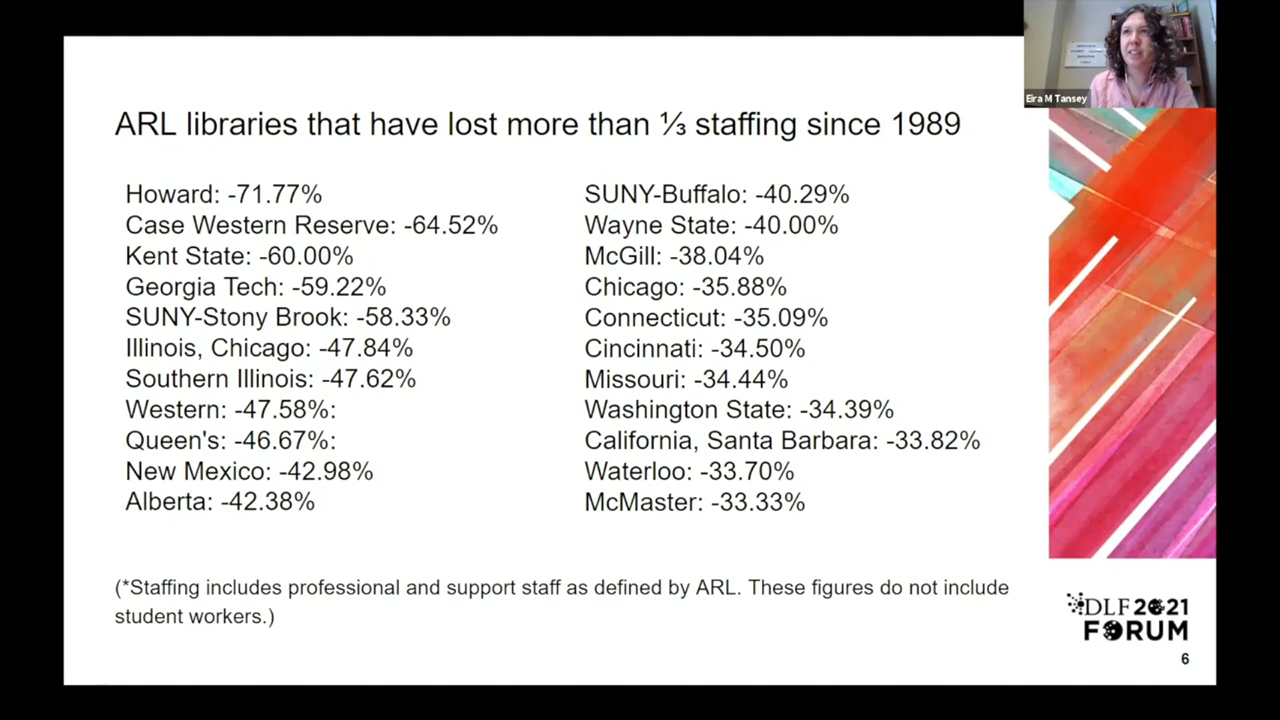 Eira M Tansey
ARL libraries that have lost more than ⅓ staffing since 1989
Howard: -71.77%
Case Western Reserve: -64.52%
Kent State: -60.00%
Georgia Tech: -59.22%
SUNY-Stony Brook: -58.33%
Illinois, Chicago: -47.84%
Southern Illinois: -47.62%
Western: -47.58%:
Queen's: -46.67%:
New Mexico: -42.98%
Alberta: -42.38%
SUNY-Buffalo: -40.29%
Wayne State: -40.00%
McGill: -38.04%
Chicago: -35.88%
Connecticut: -35.09%
Cincinnati: -34.50%
Missouri: -34.44%
Washington State: -34.39%
California, Santa Barbara: -33.82%
Waterloo: -33.70%
McMaster: -33.33%
(*Staffing includes professional and support staff as defined by ARL. These figures do not include
student workers.)
DLF 2021
FORUM
6